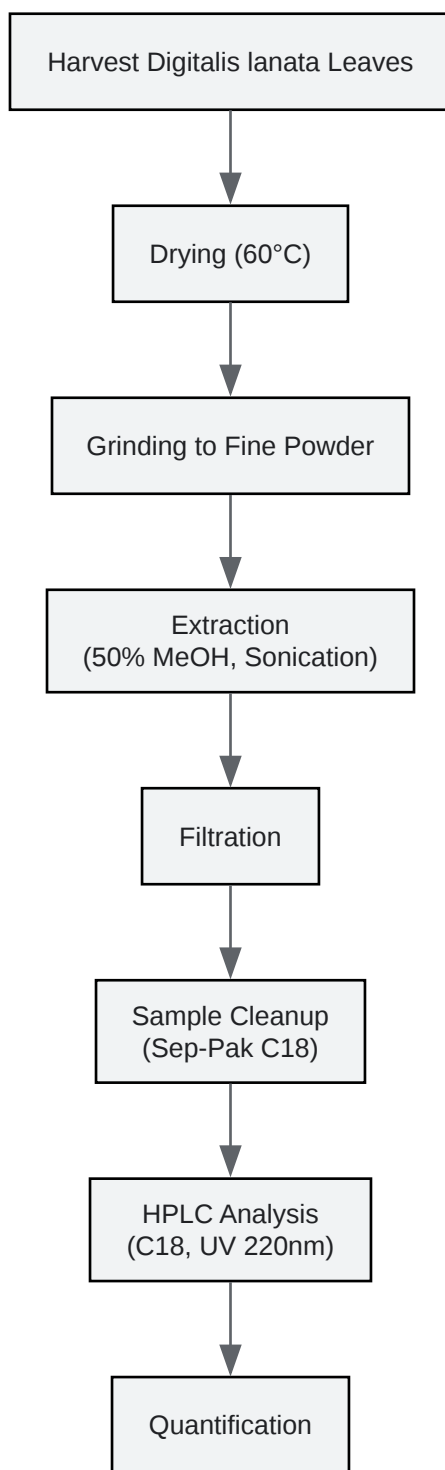 Harvest Digitalis lanata Leaves
Drying (60°C)
Grinding to Fine Powder
Extraction
(50% MeOH, Sonication)
Filtration
Sample Cleanup
(Sep-Pak C18)
HPLC Analysis
(C18, UV 220nm)
Quantification